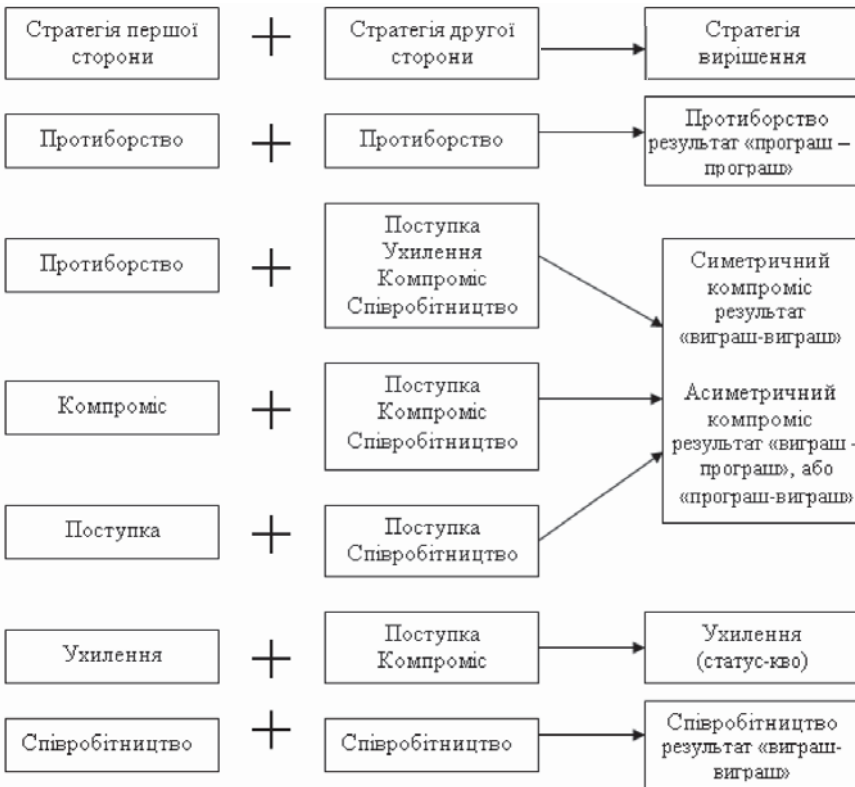 Стратегія першої
сторони
+
Стратегія другої
сторони
Стратегія
вирішення
Протиборство
+
Протиборство
Протиборство
результат «програш –
програш»
Протиборство
+
Поступка
Ухилення
Компроміс
Співробітництво
Симетричний
компроміс
результат
«виграш-виграш»
Асиметричний
компроміс
результат «виграш -
програш», або
«програш-виграш»
Компроміс
+
Поступка
Компроміс
Співробітництво
Поступка
+
Поступка
Співробітництво
Ухилення
+
Поступка
Компроміс
Ухилення
(статус-кво)
Співробітництво
+
Співробітництво
Співробітництво
результат «виграш-
виграш»